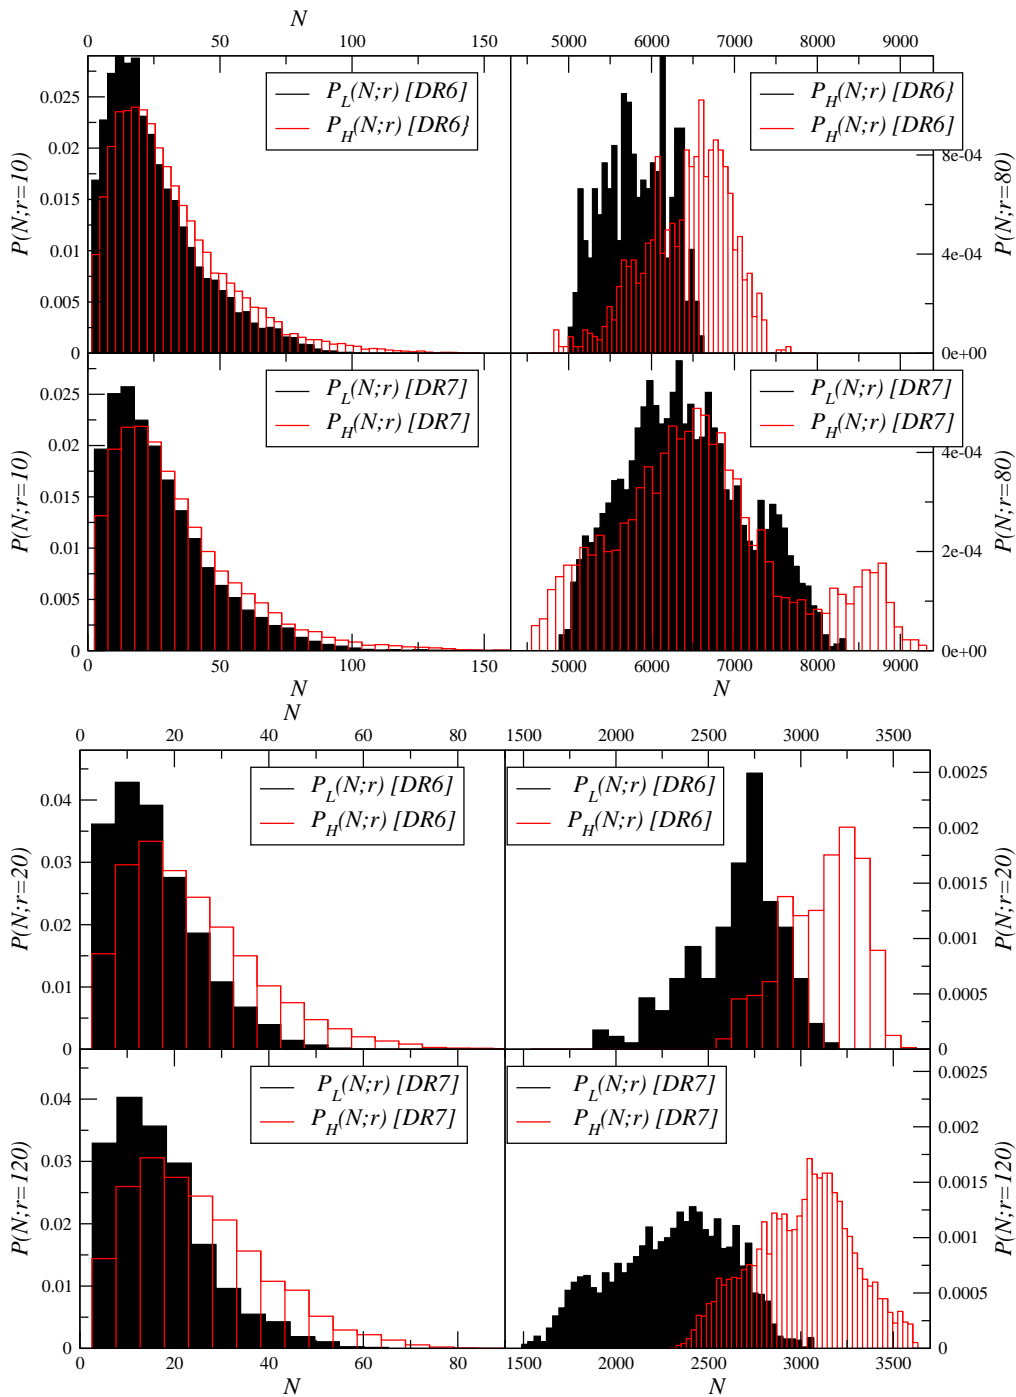 N
0 50 100 150 5000 6000 7000 8000 9000
P_L(N;r) [DR6]
P_H(N;r) [DR6}
P_H(N;r) [DR6}
P_H(N;r) [DR6]
P(N;r=10)
0.025
0.02
0.015
0.01
0.005
0
8e-04
4e-04
0e+00
P(N;r=80)
P_L(N;r) [DR7]
P_H(N;r) [DR7]
P_L(N;r) [DR7]
P_H(N;r) [DR7]
P(N;r=10)
0.025
0.02
0.015
0.01
0.005
0
4e-04
2e-04
0e+00
P(N;r=80)
0 50 100 150 5000 6000 7000 8000 9000
N N
N
0 20 40 60 80 1500 2000 2500 3000 3500
P_L(N;r) [DR6]
P_H(N;r) [DR6]
P_L(N;r) [DR6]
P_H(N;r) [DR6]
P(N;r=20)
0.04
0.03
0.02
0.01
0
0.0025
0.002
0.0015
0.001
0.0005
0
P(N;r=20)
P_L(N;r) [DR7]
P_H(N;r) [DR7]
P_L(N;r) [DR7]
P_H(N;r) [DR7]
P(N;r=120)
0.04
0.03
0.02
0.01
0
0.0025
0.002
0.0015
0.001
0.0005
0
P(N;r=120)
0 20 40 60 80 1500 2000 2500 3000 3500
N N